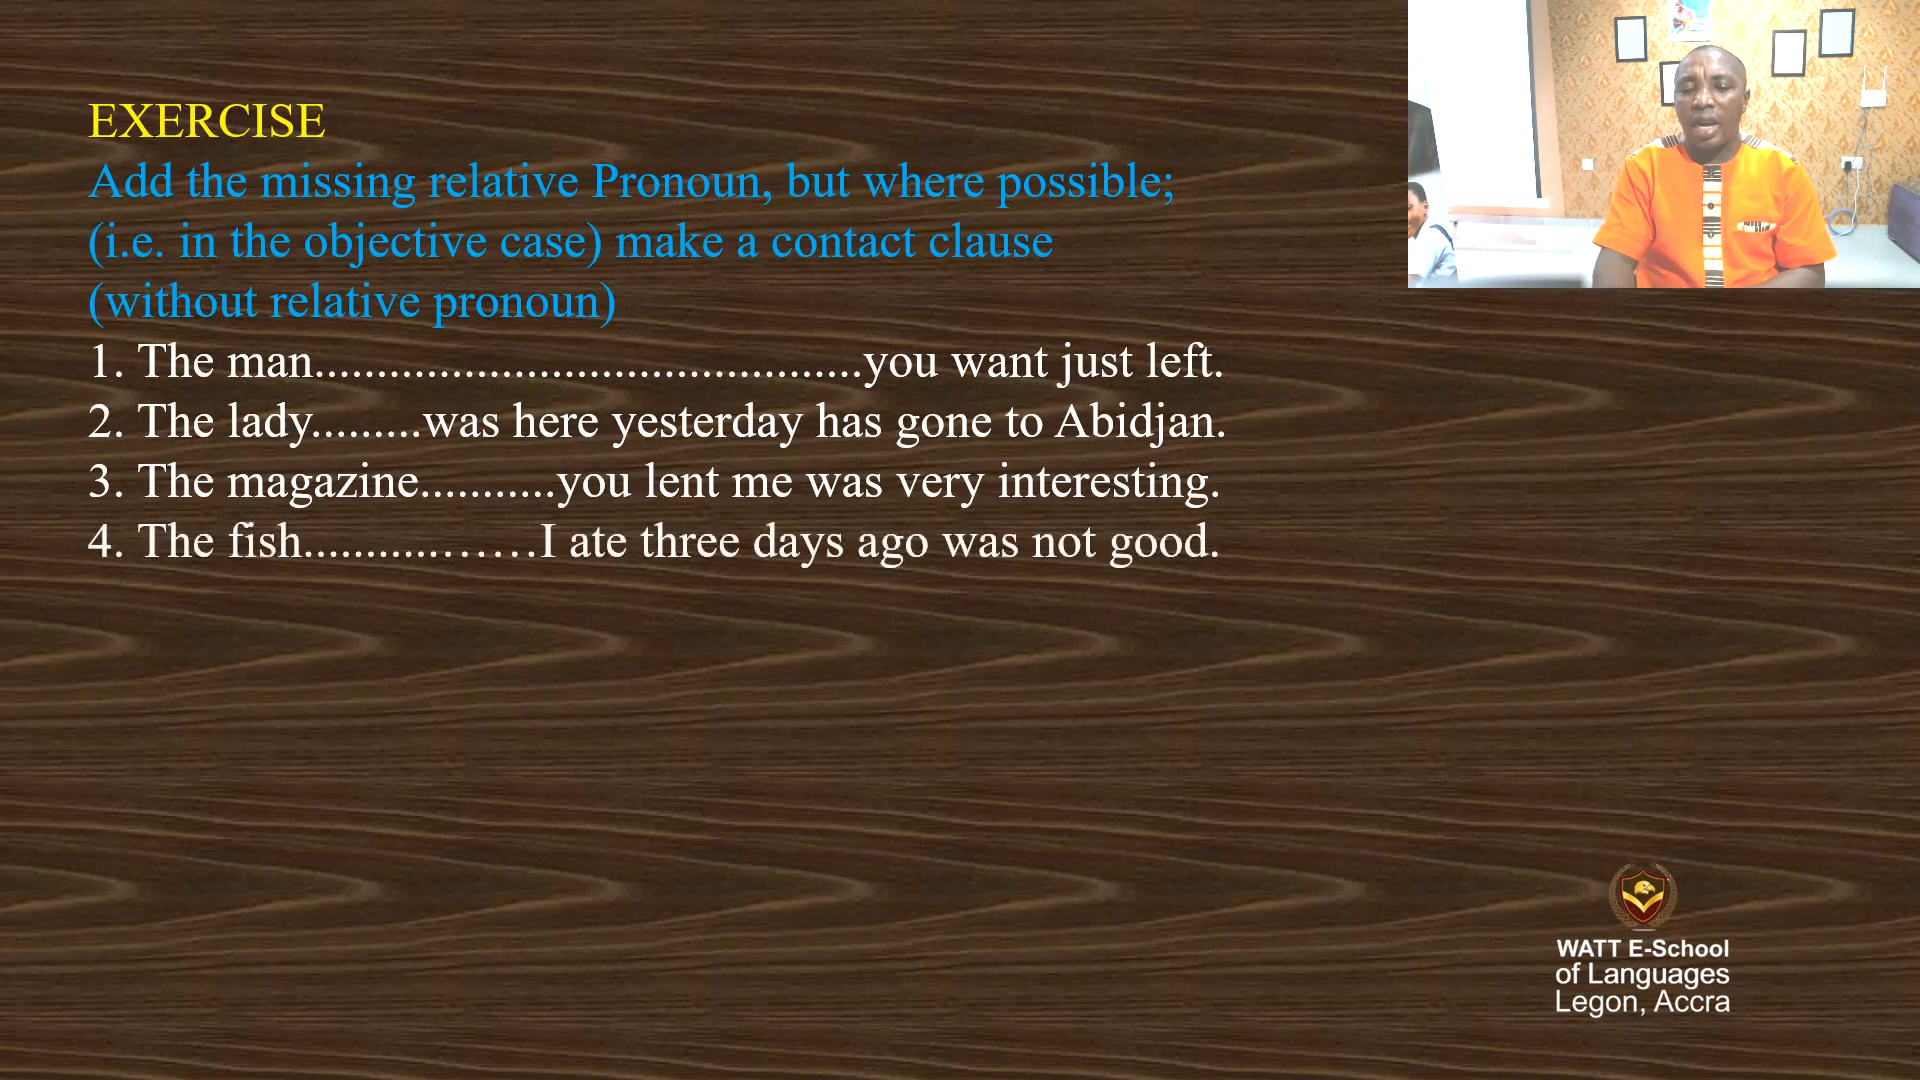 EXERCISE
Add the missing relative Pronoun, but where possible;
(i.e. in the objective case) make a contact clause
(without relative pronoun)
1. The man............................................you want just left.
2. The lady.........was here yesterday has gone to Abidjan.
3. The magazine...........you lent me was very interesting.
4. The fish...........……I ate three days ago was not good.
WATT E-School
of Languages
Legon, Accra